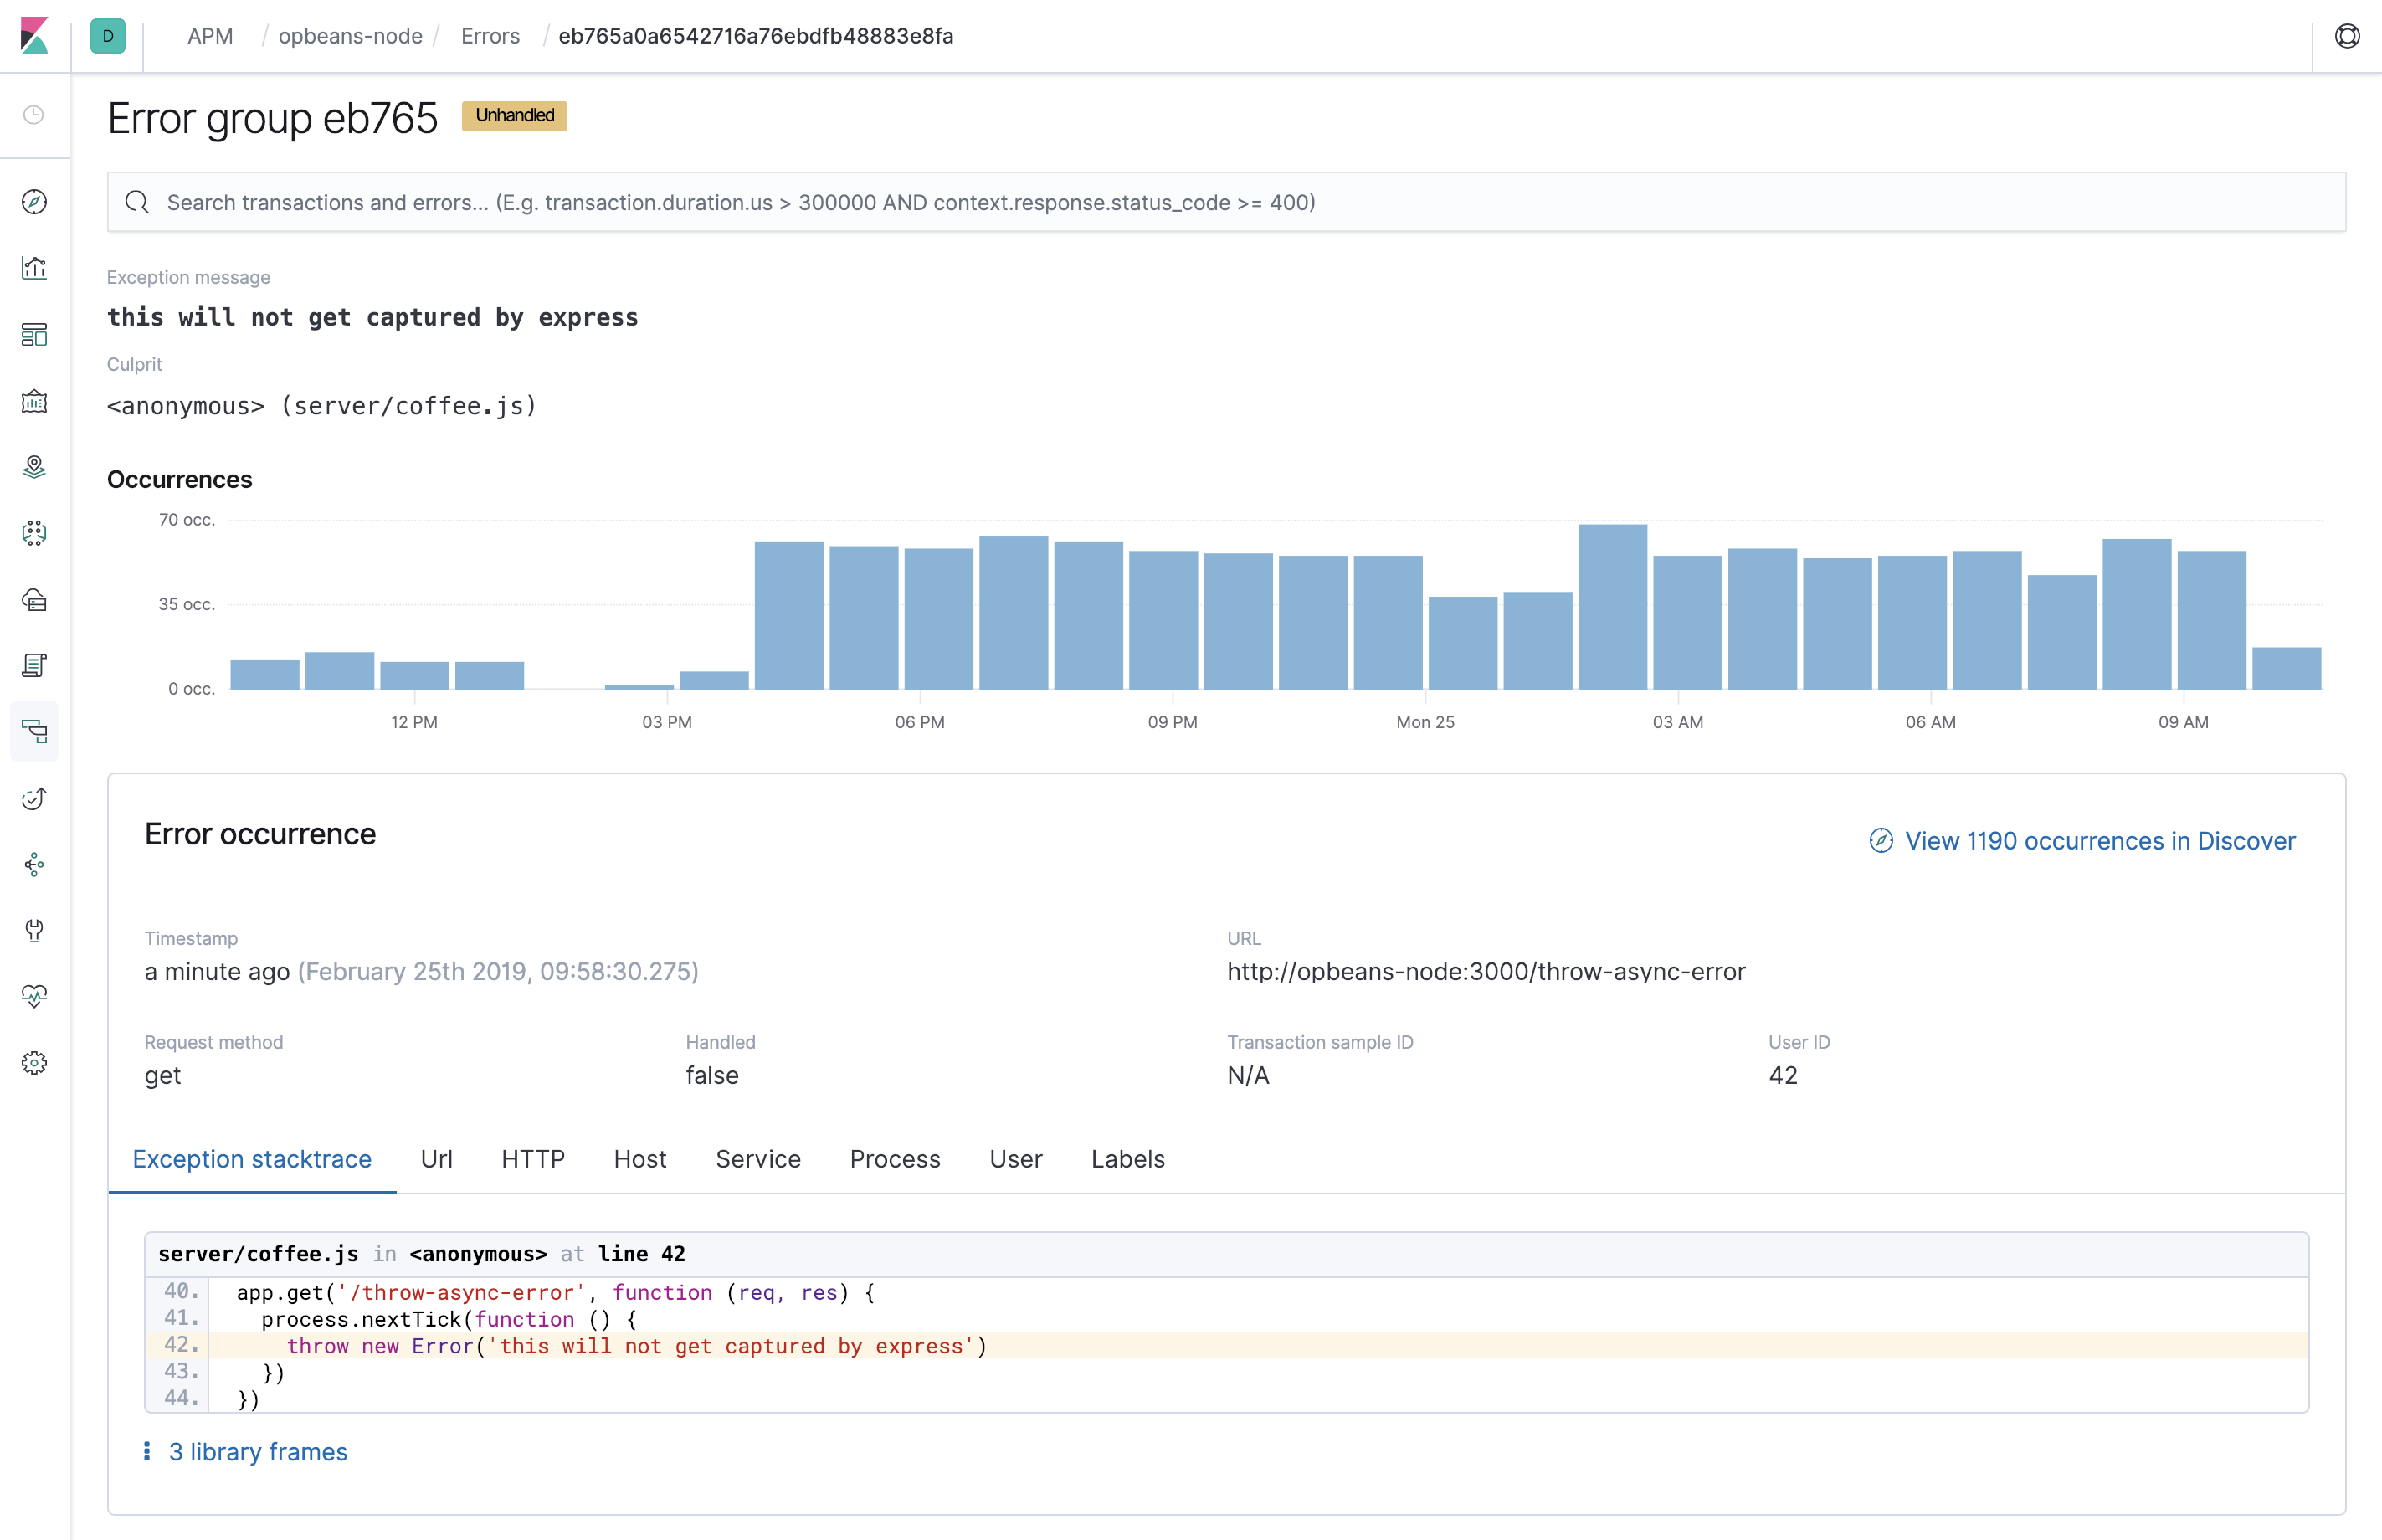 D APM / opbeans-node / Errors / eb765a0a6542716a76ebdfb48883e8fa
Error group eb765 Unhandled
Search transactions and errors... (E.g. transaction.duration.us > 300000 AND context.response.status_code >= 400)
Exception message
this will not get captured by express
Culprit
<anonymous> (server/coffee.js)
Occurrences
70 occ.
35 occ.
0 occ.
12 PM 03 PM 06 PM 09 PM Mon 25 03 AM 06 AM 09 AM
Error occurrence
View 1190 occurrences in Discover
Timestamp URL
a minute ago (February 25th 2019, 09:58:30.275) http://opbeans-node:3000/throw-async-error
Request method Handled Transaction sample ID User ID
get false N/A 42
Exception stacktrace Url HTTP Host Service Process User Labels
server/coffee.js in <anonymous> at line 42
40. app.get('/throw-async-error', function (req, res) {
41. process.nextTick(function () {
42. throw new Error('this will not get captured by express')
43. })
44. })
3 library frames